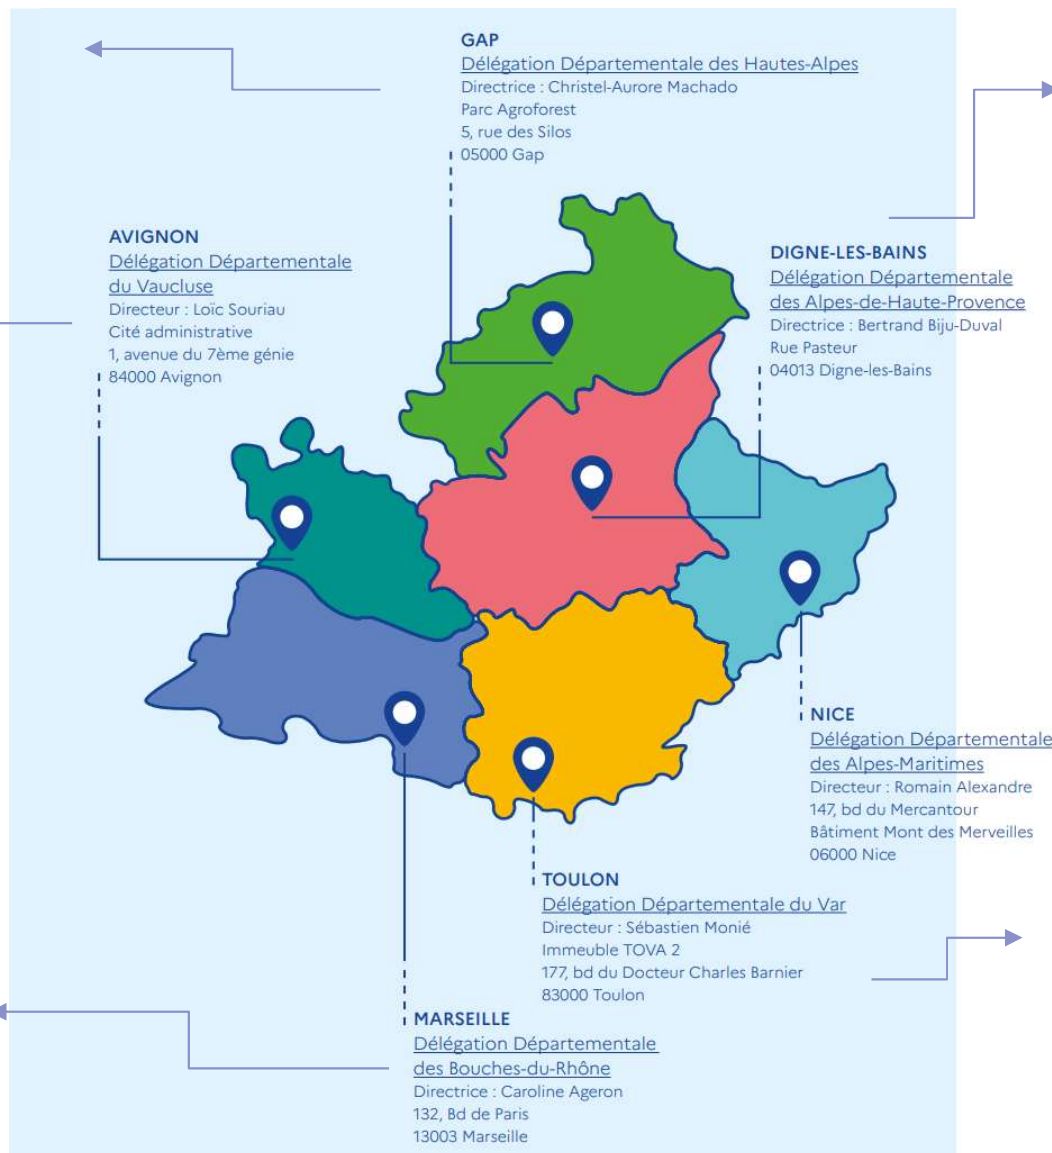 GAP
Délégation Départementale des Hautes-Alpes
Directrice : Christel-Aurore Machado
Parc Agroforest
5, rue des Silos
05000 Gap
AVIGNON
Délégation Départementale
du Vaucluse
Directeur : Loïc Souriau
Cité administrative
1, avenue du 7ème génie
84000 Avignon
DIGNE-LES-BAINS
Délégation Départementale
des Alpes-de-Haute-Provence
Directrice : Bertrand Biju-Duval
Rue Pasteur
04013 Digne-les-Bains
NICE
Délégation Départementale
des Alpes-Maritimes
Directeur : Romain Alexandre
147, bd du Mercantour
Bâtiment Mont des Merveilles
06000 Nice
TOULON
Délégation Départementale du Var
Directeur : Sébastien Monié
Immeuble TOVA 2
177, bd du Docteur Charles Barnier
83000 Toulon
MARSEILLE
Délégation Départementale
des Bouches-du-Rhône
Directrice : Caroline Ageron
132, Bd de Paris
13003 Marseille